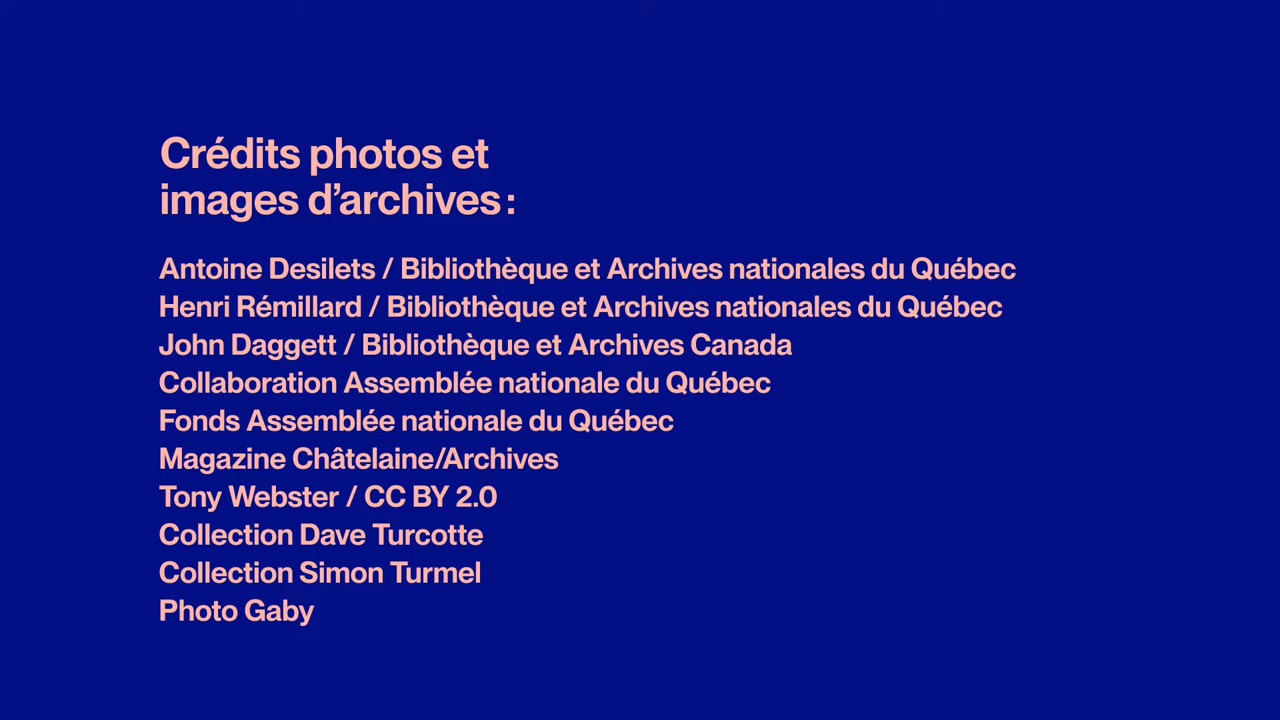 Crédits photos et
images d’archives :
Antoine Desilets / Bibliothèque et Archives nationales du Québec
Henri Rémillard / Bibliothèque et Archives nationales du Québec
John Daggett / Bibliothèque et Archives Canada
Collaboration Assemblée nationale du Québec
Fonds Assemblée nationale du Québec
Magazine Châtelaine/Archives
Tony Webster / CC BY 2.0
Collection Dave Turcotte
Collection Simon Turmel
Photo Gaby